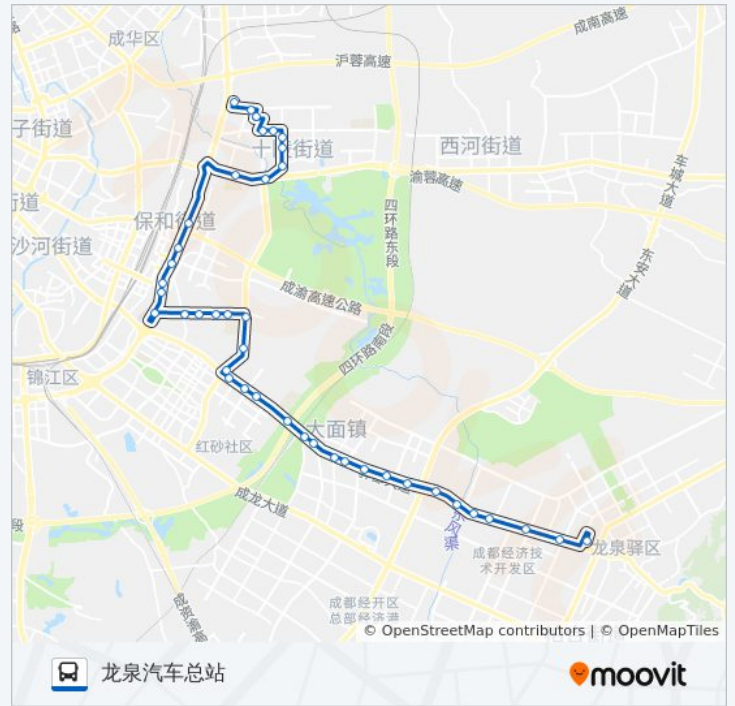 成南高速
成华区
沪蓉高速
子街道
街道
西河街道
车城大道
渝蓉高速
街道
保和街道
四环路东段
沙河街道
东安大道
成渝高速公路
四环路南段
锦江区
大面镇
红砂社区
成龙大道
段
东风渠
成都经济技
术开发区
龙泉驿区
成都经开区
总部经济港
© OpenStreetMap contributors | © OpenMapTiles
龙泉汽车总站
moovit